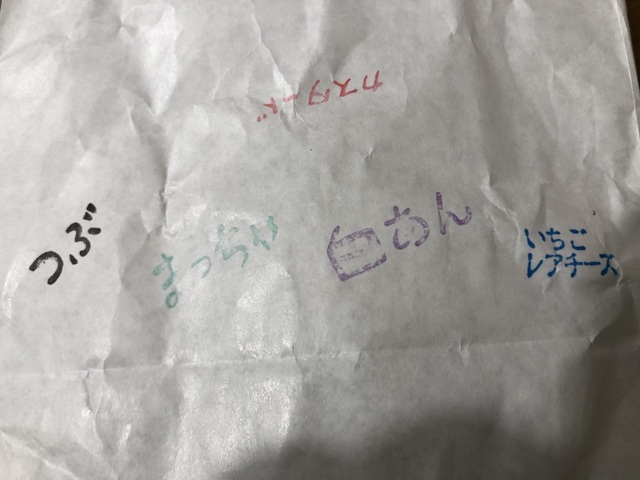 カスタード
つぶ
まっちゃ
白あん
いちご
レアチーズ